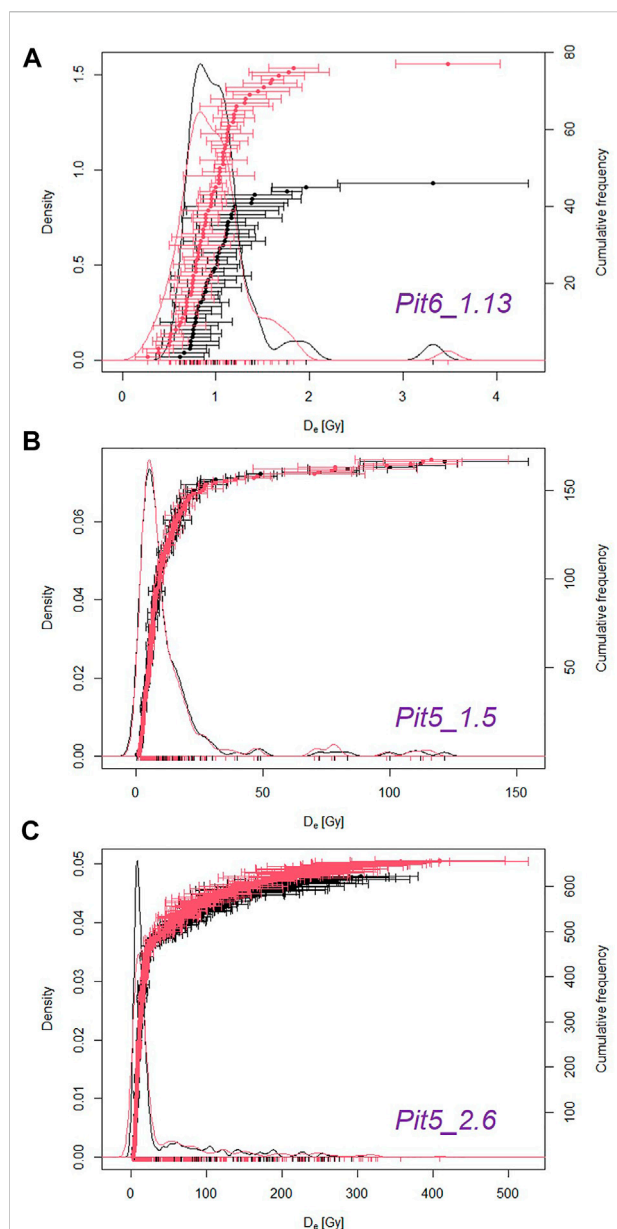 A
80
1.5
60
1.0
Density
40
Cumulative frequency
0.5
20
Pit6_1.13
0.0
0 1 2 3 4
De [Gy]
B
150
0.06
100
0.04
Density
Cumulative frequency
50
0.02
Pit5_1.5
0.00
0 50 100 150
De [Gy]
C
0.05
600
0.04
500
400
0.03
Density
300
Cumulative frequency
0.02
200
0.01
Pit5_2.6
100
0.00
0 100 200 300 400 500
De [Gy]